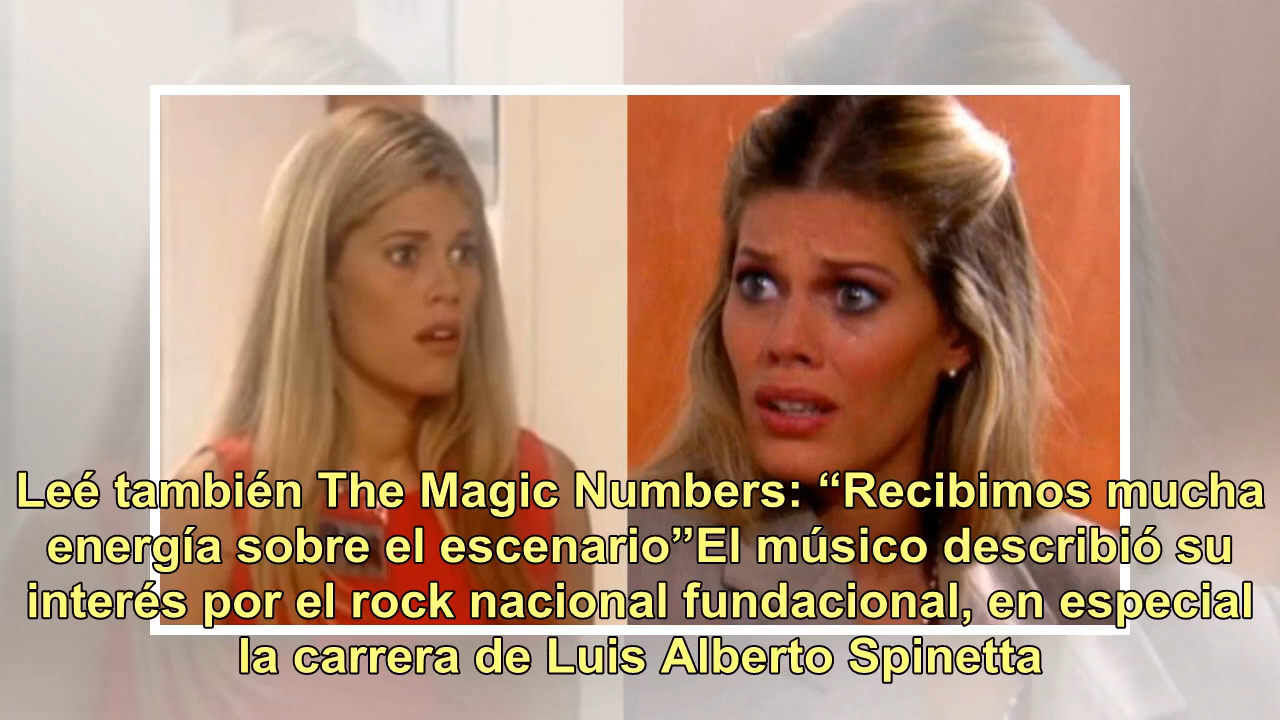 Leé también The Magic Numbers: “Recibimos mucha
energía sobre el escenario”El músico describió su
interés por el rock nacional fundacional, en especial
la carrera de Luis Alberto Spinetta